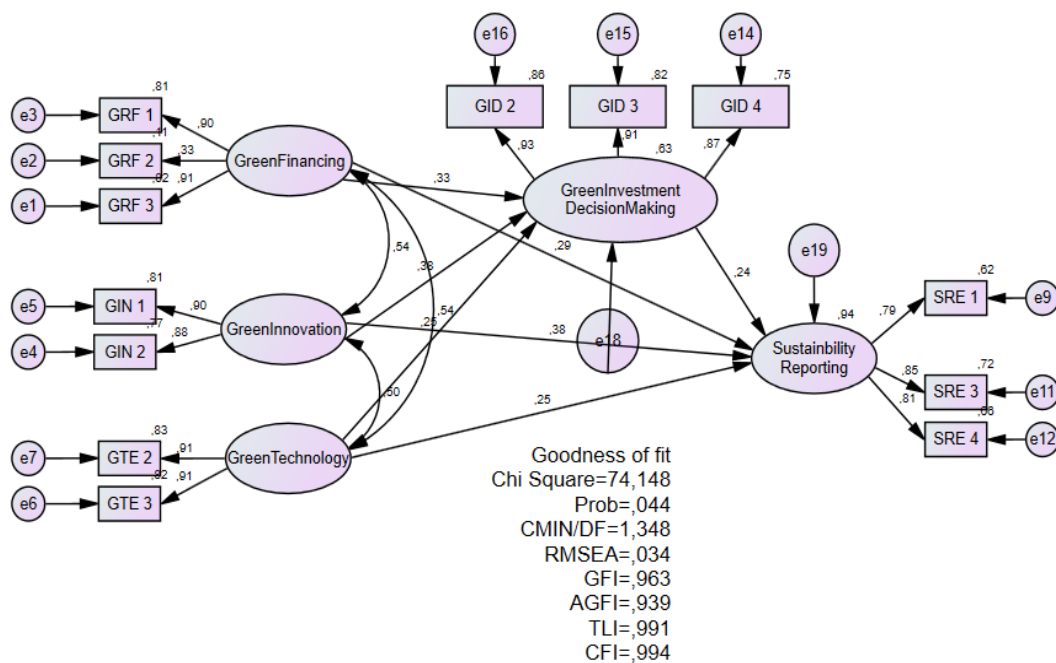 e16
e15
e14
,86
,82
,75
GID 2
GID 3
GID 4
,93
,91
,87
,63
,81
e3
GRF 1
,90
,11
e2
GRF 2
,33
GreenFinancing
,82
,91
e1
GRF 3
,33
GreenInvestment
DecisionMaking
,54
,38
,29
,24
e19
,81
e5
GIN 1
,90
,77
e4
GIN 2
,88
GreenInnovation
,25
,54
,38
e18
,94
Sustainbility
Reporting
,62
,79
SRE 1
e9
,72
,85
SRE 3
e11
,81
,66
SRE 4
e12
,50
,25
,83
e7
GTE 2
,91
GreenTechnology
,82
e6
GTE 3
,91
Goodness of fit
Chi Square=74,148
Prob=,044
CMIN/DF=1,348
RMSEA=,034
GFI=,963
AGFI=,939
TLI=,991
CFI=,994